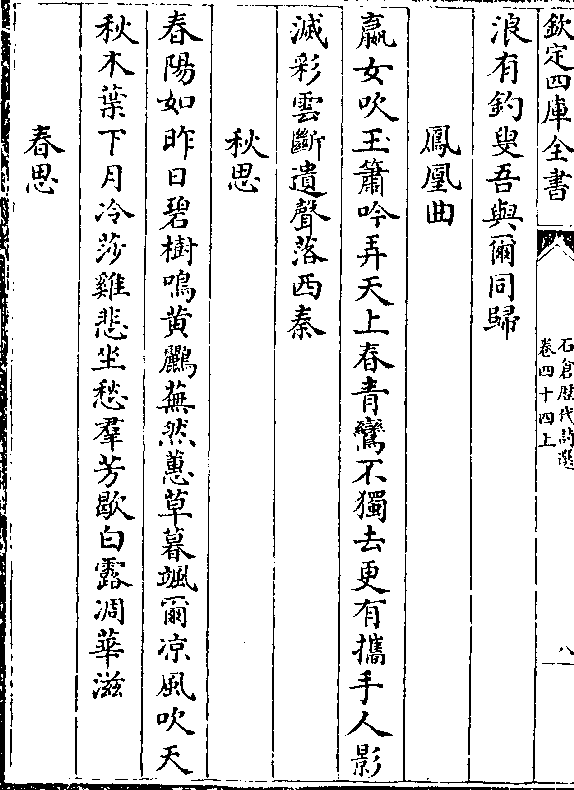 欽定四庫全書
石倉歴代詩選
卷四十四上
八
浪有釣叟吾與爾同歸
鳳凰曲
嬴女吹玉簫吟弄天上春青鸞不獨去更有攜手人影
滅彩雲斷遺聲落西秦
秋思
春陽如昨日碧樹鳴黄鸝蕪然蕙草暮颯爾凉風吹天
秋木葉下月冷莎雞悲坐愁羣芳歇白露凋華滋
春思